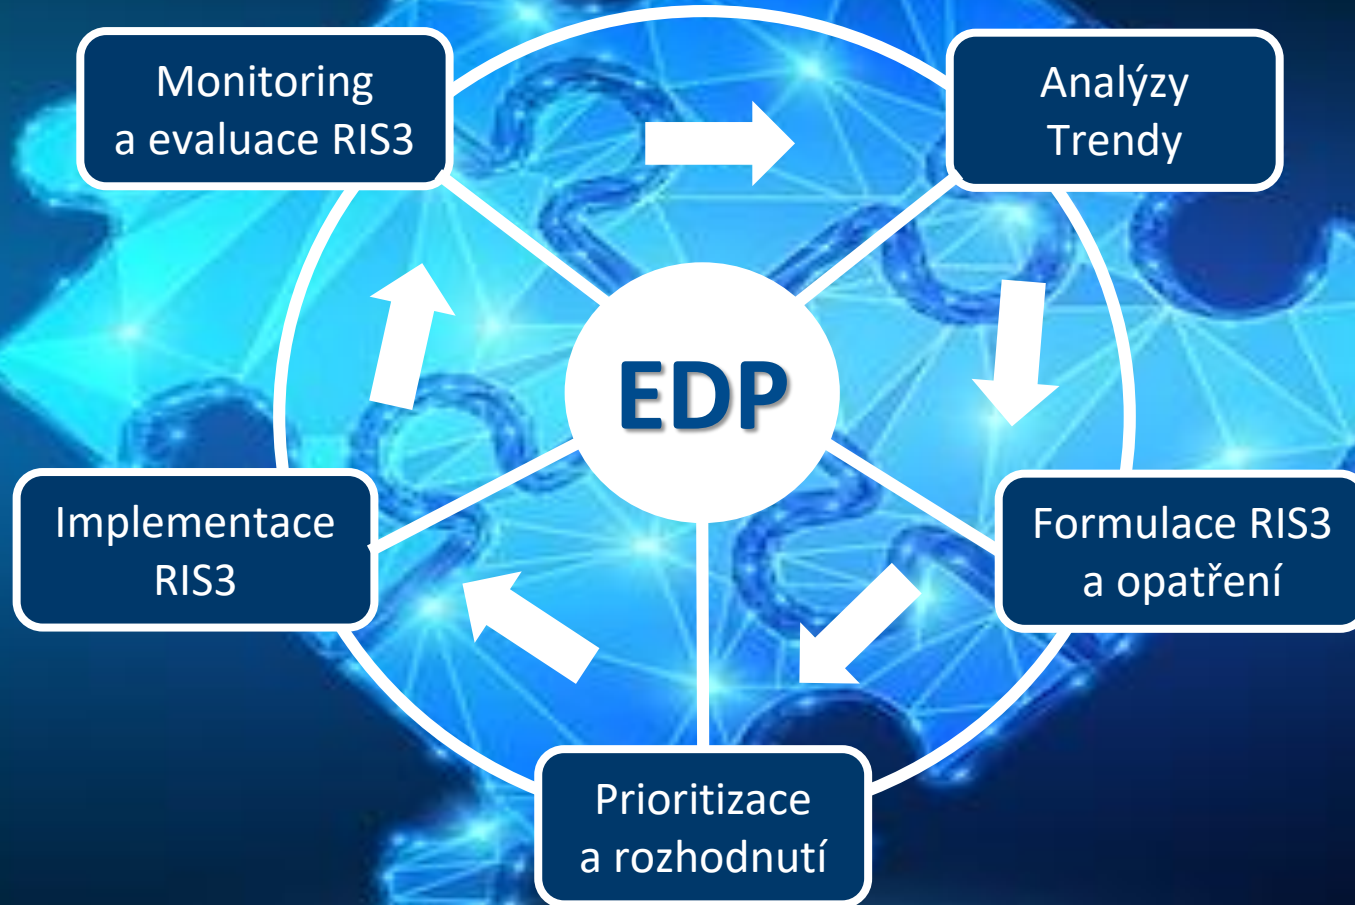 Monitoring
a evaluace RIS3
Analýzy
Trendy
EDP
Implementace
RIS3
Formulace RIS3
a opatření
Prioritizace
a rozhodnutí